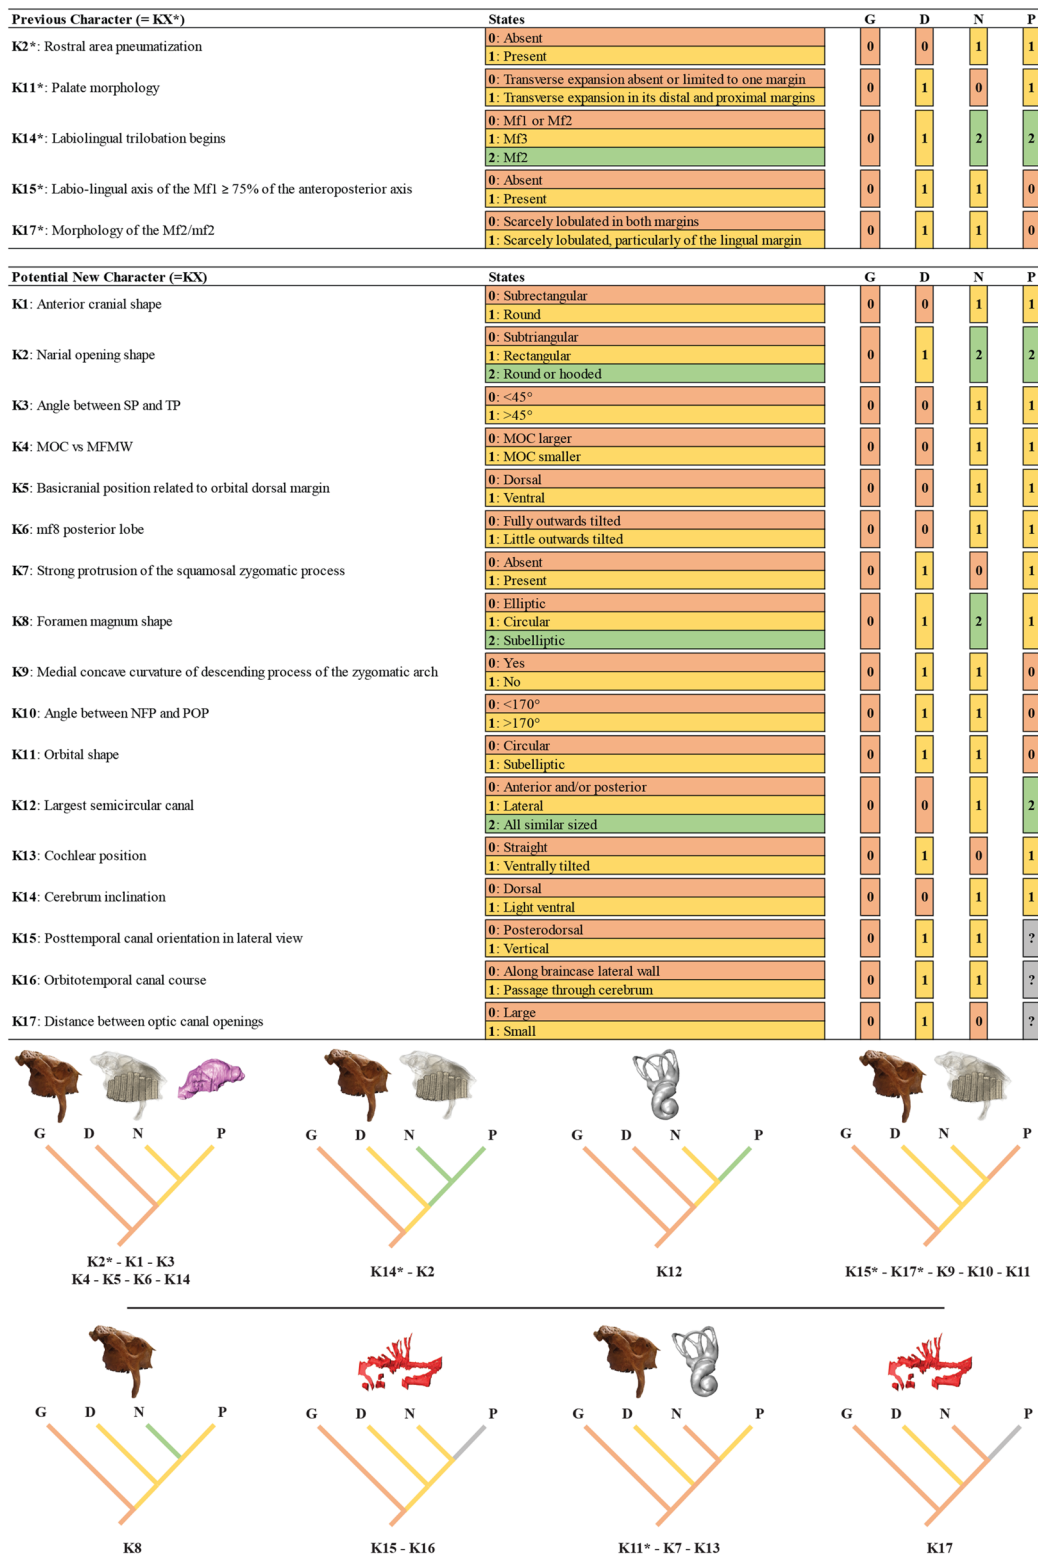 Previous Character (= KX*) States G D N P
K2*: Rostral area pneumatization 0: Absent 0 0 1 1
1: Present
K11*: Palate morphology 0: Transverse expansion absent or limited to one margin 0 1 0 1
1: Transverse expansion in its distal and proximal margins
K14*: Labiolingual trilobation begins 0: Mf1 or Mf2 0 1 2 2
1: Mf3
2: Mf2
K15*: Labio-lingual axis of the Mf1 ≥ 75% of the anteroposterior axis 0: Absent 0 1 1 0
1: Present
K17*: Morphology of the Mf2/mf2 0: Scarcely lobulated in both margins 0 1 1 0
1: Scarcely lobulated, particularly of the lingual margin
Potential New Character (=KX) States G D N P
K1: Anterior cranial shape 0: Subrectangular 0 0 1 1
1: Round
K2: Narial opening shape 0: Subtriangular 0 1 2 2
1: Rectangular
2: Round or hooded
K3: Angle between SP and TP 0: <45° 0 0 1 1
1: >45°
K4: MOC vs MFMW 0: MOC larger 0 0 1 1
1: MOC smaller
K5: Basicranial position related to orbital dorsal margin 0: Dorsal 0 0 1 1
1: Ventral
K6: mf8 posterior lobe 0: Fully outwards tilted 0 0 1 1
1: Little outwards tilted
K7: Strong protrusion of the squamosal zygomatic process 0: Absent 0 1 0 1
1: Present
K8: Foramen magnum shape 0: Elliptic 0 1 2 1
1: Circular
2: Subelliptic
K9: Medial concave curvature of descending process of the zygomatic arch 0: Yes 0 1 1 0
1: No
K10: Angle between NFP and POP 0: <170° 0 1 1 0
1: >170°
K11: Orbital shape 0: Circular 0 1 1 0
1: Subelliptic
K12: Largest semicircular canal 0: Anterior and/or posterior 0 0 1 2
1: Lateral
2: All similar sized
K13: Cochlear position 0: Straight 0 1 0 1
1: Ventrally tilted
K14: Cerebrum inclination 0: Dorsal 0 0 1 1
1: Light ventral
K15: Posttemporal canal orientation in lateral view 0: Posterodorsal 0 1 1 ?
1: Vertical
K16: Orbitotemporal canal course 0: Along braincase lateral wall 0 1 1 ?
1: Passage through cerebrum
K17: Distance between optic canal openings 0: Large 0 1 0 ?
1: Small
G D N P G D N P G D N P G D N P
K2* - K1 - K3
K4 - K5 - K6 - K14
K14* - K2
K12
K15* - K17* - K9 - K10 - K11
G D N P G D N P G D N P G D N P
K8 K15 - K16 K11* - K7 - K13 K17